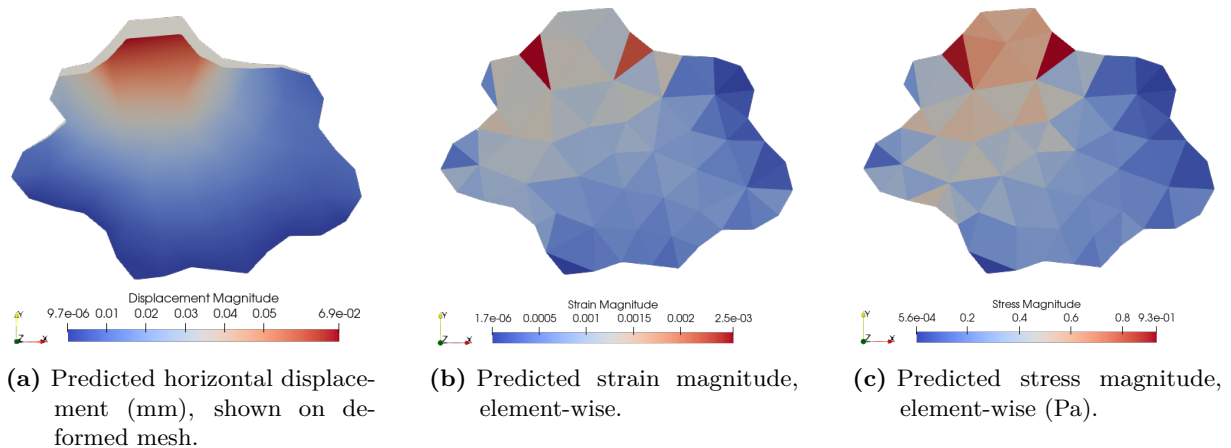 Displacement Magnitude
9.7e-06 0.01 0.02 0.03 0.04 0.05 6.9e-02
Y
Z X
Strain Magnitude
1.7e-06 0.0005 0.001 0.0015 0.002 2.5e-03
Y
Z X
Stress Magnitude
5.6e-04 0.2 0.4 0.6 0.8 9.3e-01
Y
Z X
(a) Predicted horizontal displace-
ment (mm), shown on de-
formed mesh.
(b) Predicted strain magnitude,
element-wise.
(c) Predicted stress magnitude,
element-wise (Pa).